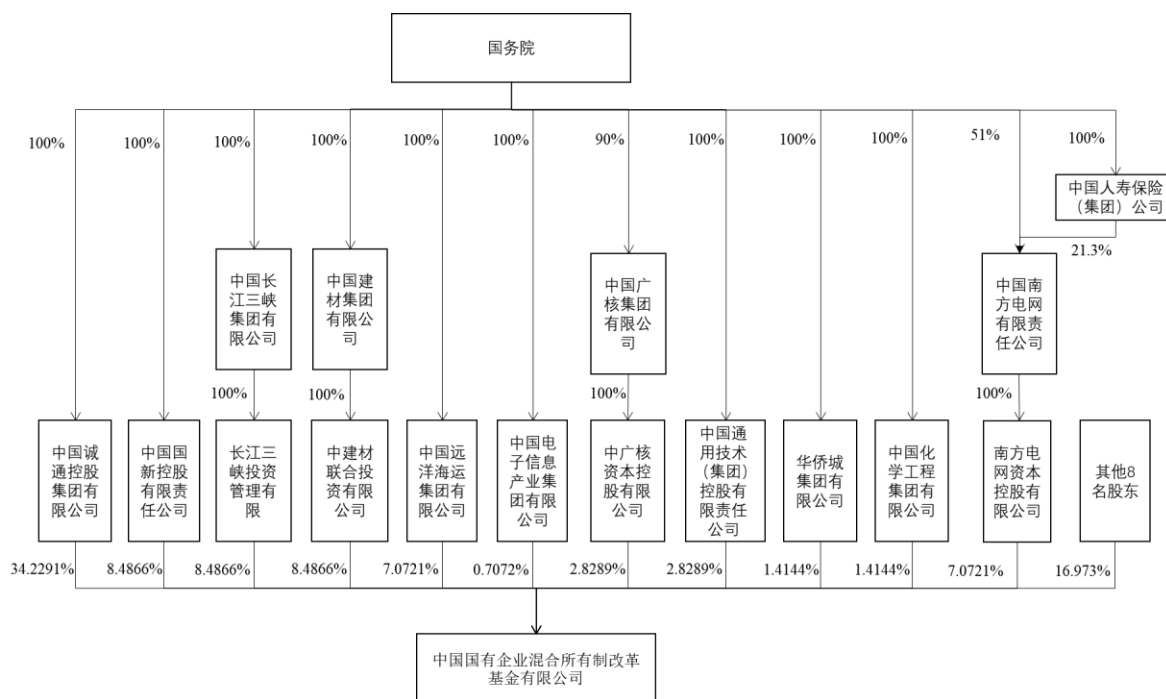 国务院
100%
100%
100%
100%
100%
100%
90%
100%
100%
100%
51%
100%
中国人寿保险
（集团）公司
21.3%
中国长
江三峡
集团有
限公司
中国建
材集团
有限公
司
中国广
核集团
有限公
司
中国南
方电网
有限责
任公司
100%
100%
100%
100%
中国诚
通控股
集团有
限公司
中国国
新控股
有限责
任公司
长江三
峡投资
管理有
限
中建材
联合投
资有限
公司
中国远
洋海运
集团有
限公司
中国电
子信息
产业集
团有限
公司
中广核
资本控
股有限
公司
中国通
用技术
（集团）
控股有
限责任
公司
华侨城
集团有
限公司
中国化
学工程
集团有
限公司
南方电
网资本
控股有
限公司
其他8
名股东
34.2291%
8.4866%
8.4866%
8.4866%
7.0721%
0.7072%
2.8289%
2.8289%
1.4144%
1.4144%
7.0721%
16.973%
中国国有企业混合所有制改革
基金有限公司